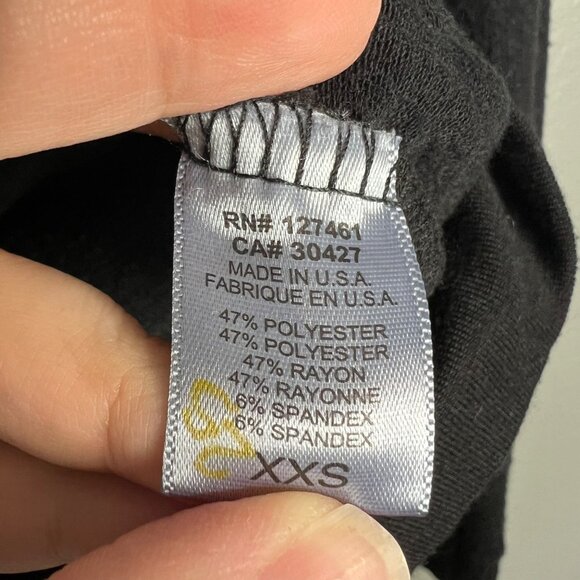 RN# 127461
CA# 30427
MADE IN U.S.A.
FABRIQUE EN U.S.A.
47% POLYESTER
47% POLYESTER
47% RAYON
47% RAYONNE
6% SPANDEX
6% SPANDEX
XXS